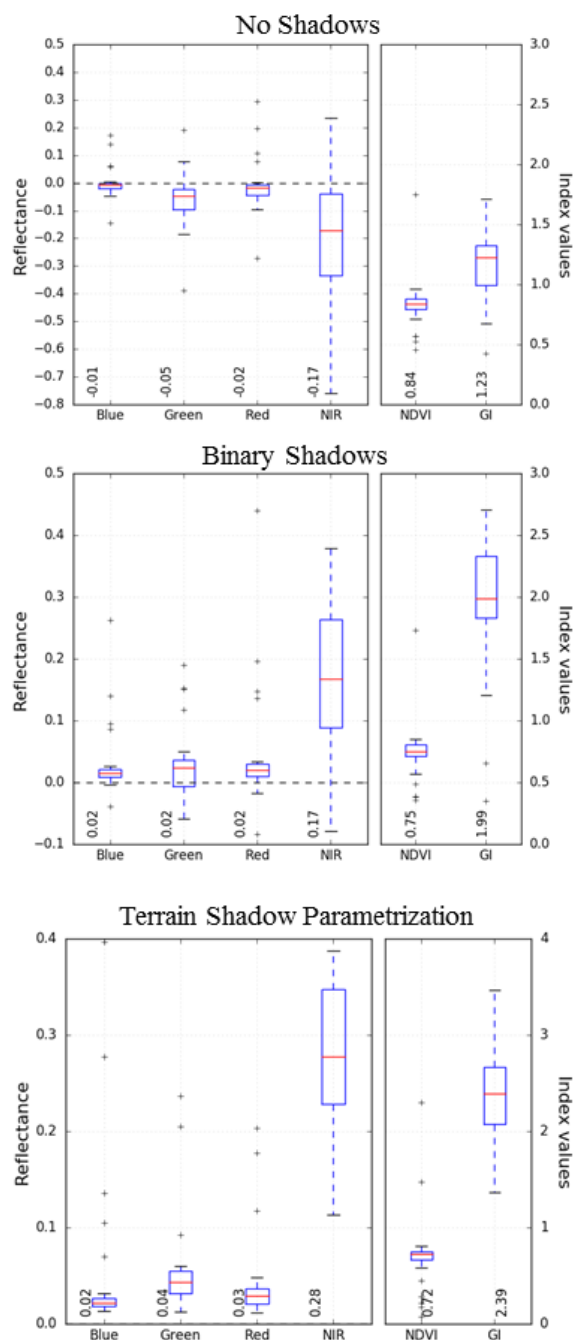 No Shadows
0.5
0.4
0.3
0.2
0.1
0.0
−0.1
−0.2
−0.3
−0.4
−0.5
−0.6
−0.7
−0.8
Reflectance
-0.01
-0.05
-0.02
-0.17
Blue
Green
Red
NIR
0.84
1.23
NDVI
GI
3.0
2.5
2.0
1.5
1.0
0.5
0.0
Index values
Binary Shadows
0.5
0.4
0.3
0.2
0.1
0.0
−0.1
Reflectance
0.02
0.02
0.02
0.17
Blue
Green
Red
NIR
0.75
1.99
NDVI
GI
3.0
2.5
2.0
1.5
1.0
0.5
0.0
Index values
Terrain Shadow Parametrization
0.4
0.3
0.2
0.1
0.0
Reflectance
0.02
0.04
0.03
0.28
Blue
Green
Red
NIR
0.72
2.39
NDVI
GI
4
3
2
1
0
Index values